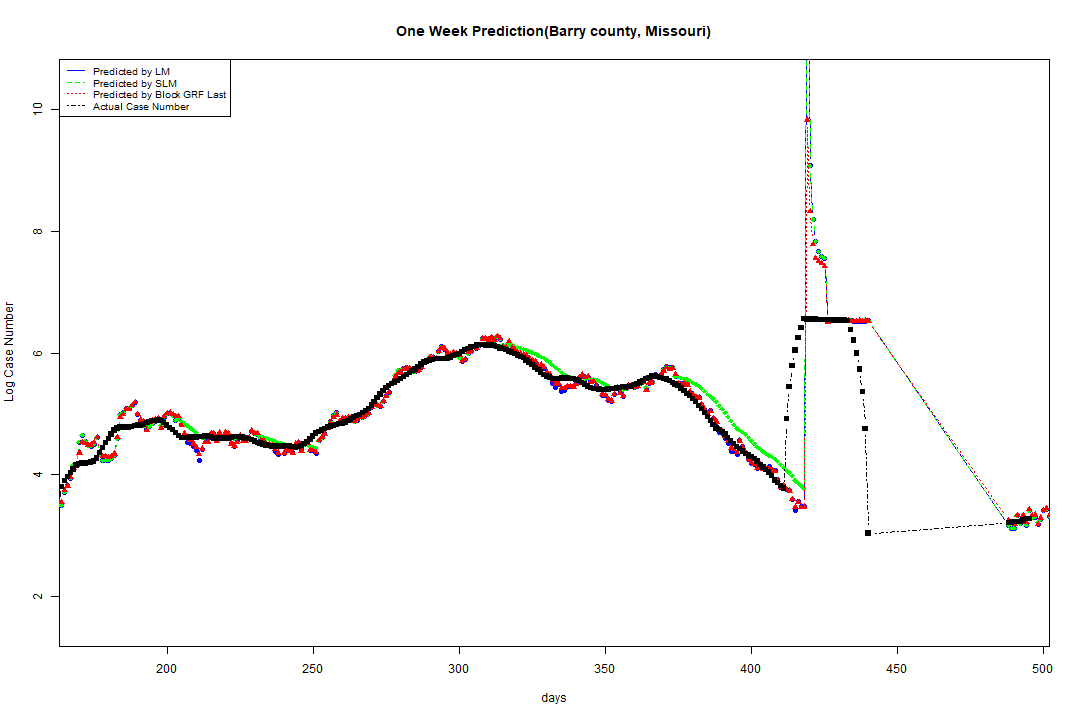 One Week Prediction(Barry county, Missouri)
Predicted by LM
Predicted by SLM
Predicted by Block GRF Last
Actual Case Number
10
8
6
4
2
Log Case Number
200 250 300 350 400 450 500
days